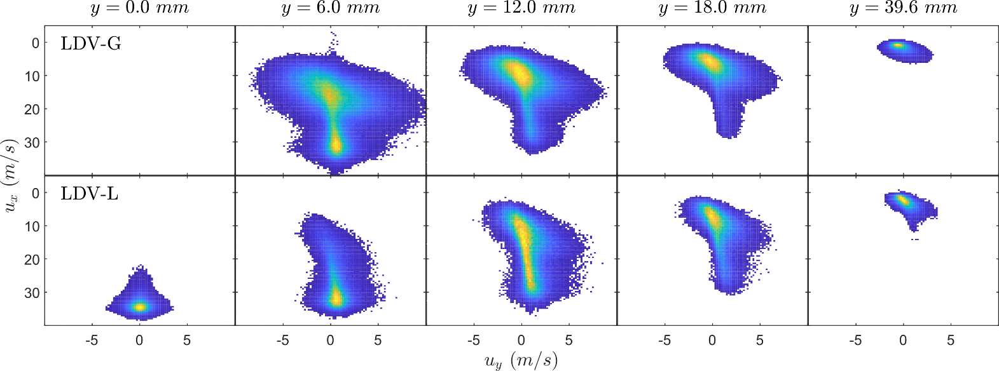 y = 0.0 mm y = 6.0 mm y = 12.0 mm y = 18.0 mm y = 39.6 mm
LDV-G
0
10
20
30
LDV-L
0
10
20
30
u_x (m/s)
-5 0 5 -5 0 5 -5 0 5 -5 0 5 -5 0 5
u_y (m/s)